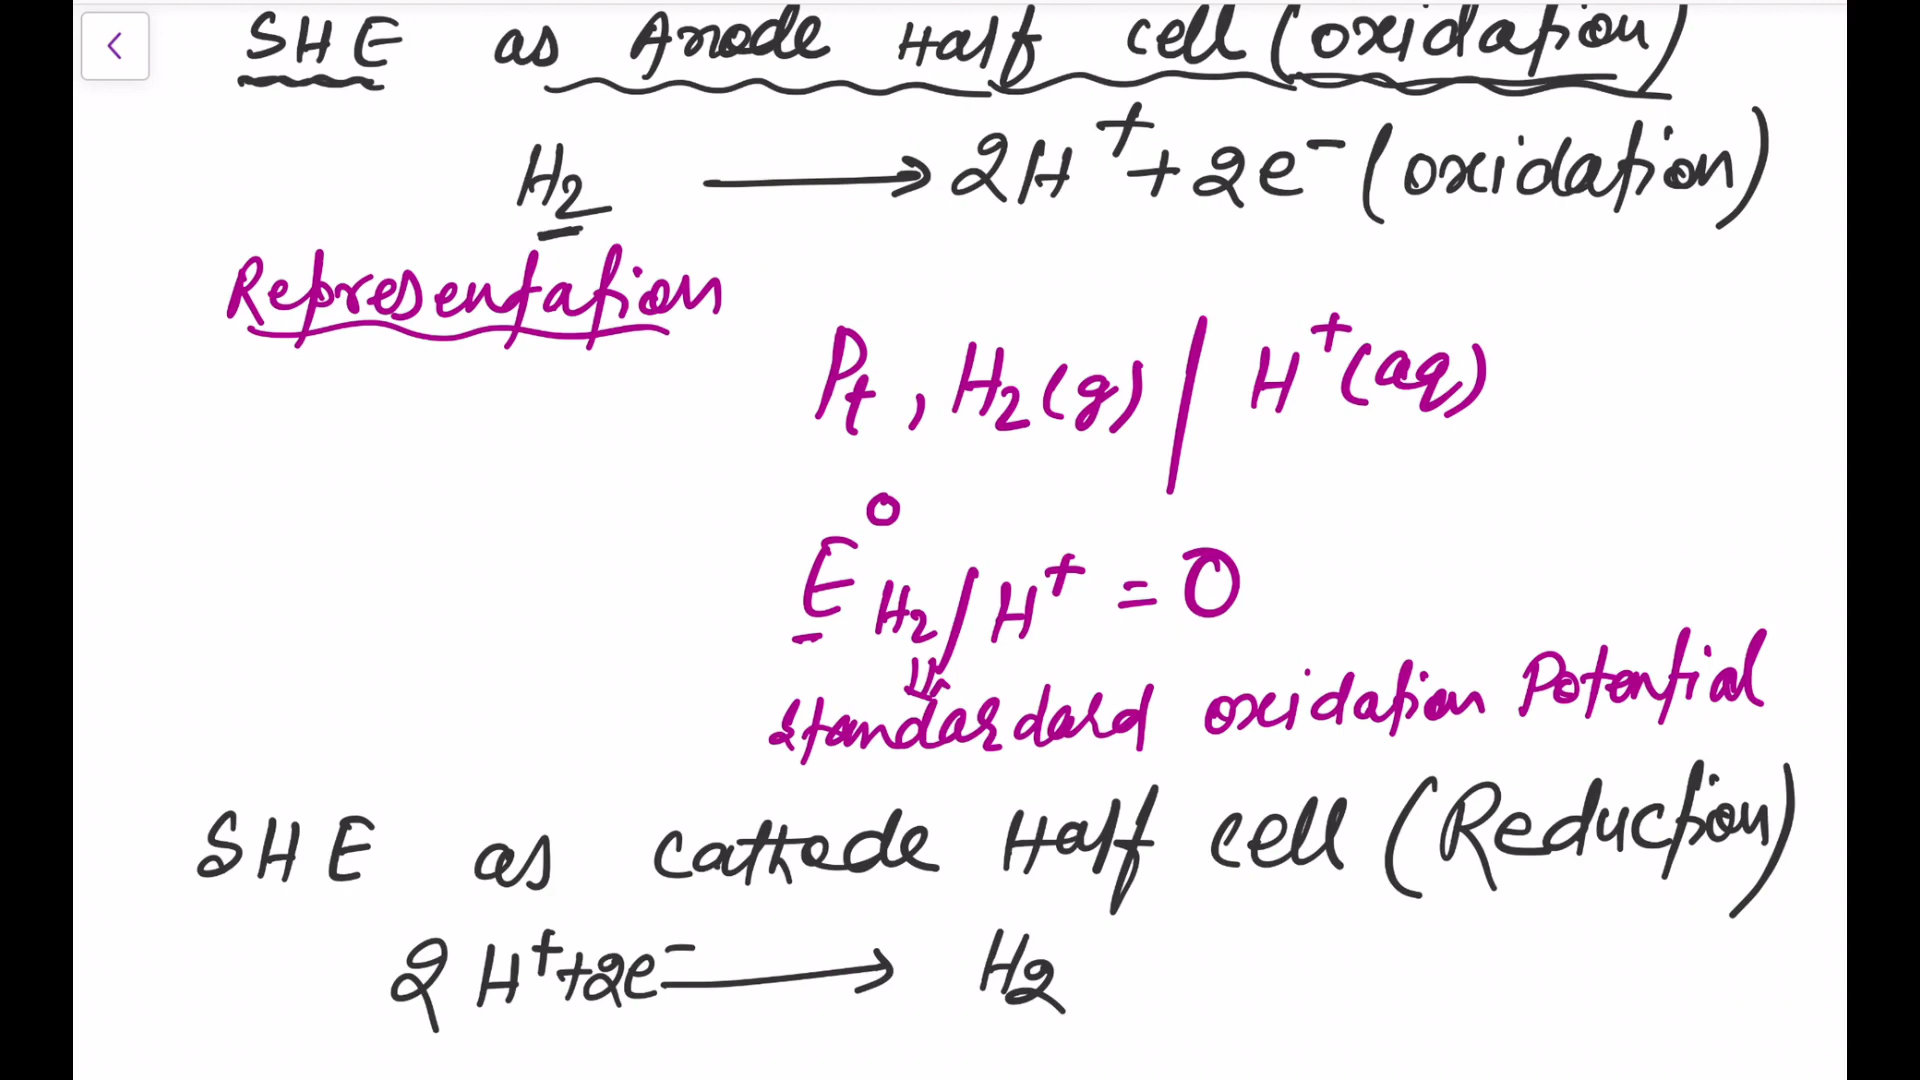 SHE as Anode Half cell (oxidation)
H₂ ⟶ 2H⁺ + 2e⁻ (oxidation)
Representation
Pt, H₂(g) / H⁺(aq)
E° H₂/H⁺ = 0
Standardard oxidation Potential
SHE as cathode Half cell (Reduction)
2H⁺ + 2e⁻ ⟶ H₂